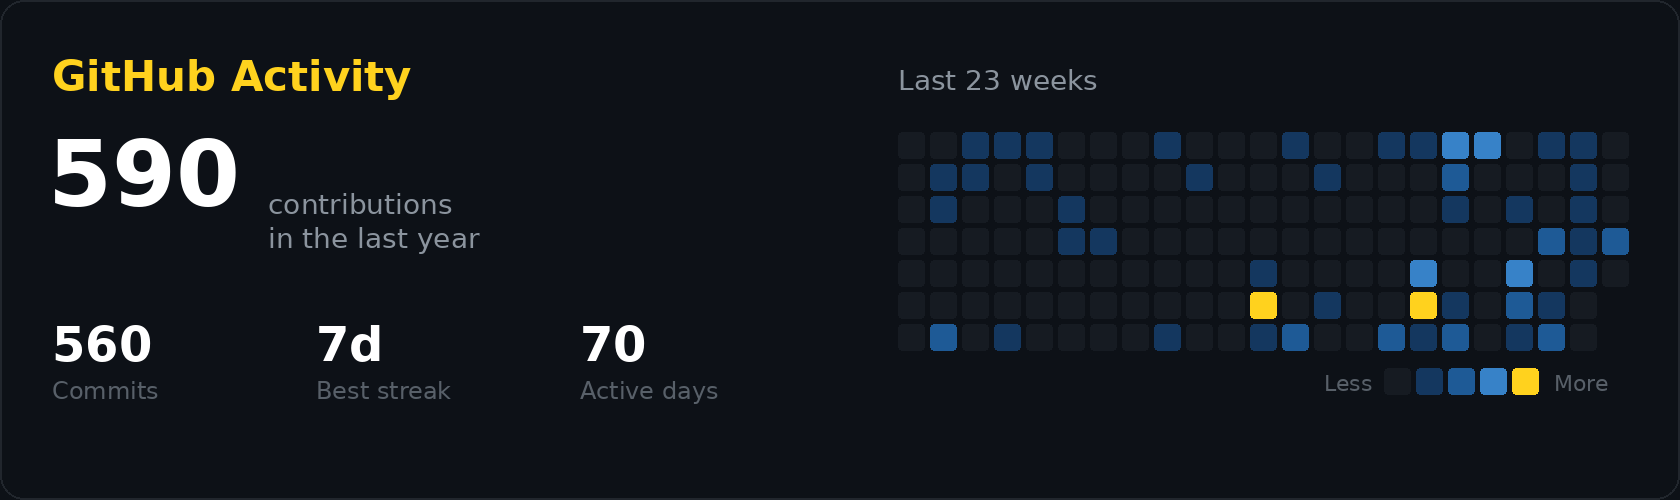 GitHub Activity
590
contributions
in the last year
560
Commits
7d
Best streak
70
Active days
Last 23 weeks
Less
More